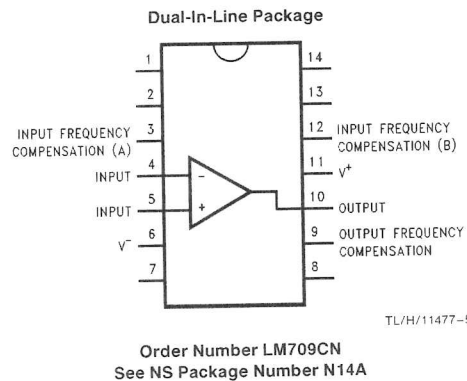 Dual-In-Line Package
1
14
2
13
INPUT FREQUENCY
COMPENSATION (A)
3
12
INPUT FREQUENCY
COMPENSATION (B)
INPUT
4
−
11
V+
INPUT
5
+
10
OUTPUT
V−
6
9
OUTPUT FREQUENCY
COMPENSATION
7
8
TL/H/11477–5
Order Number LM709CN
See NS Package Number N14A